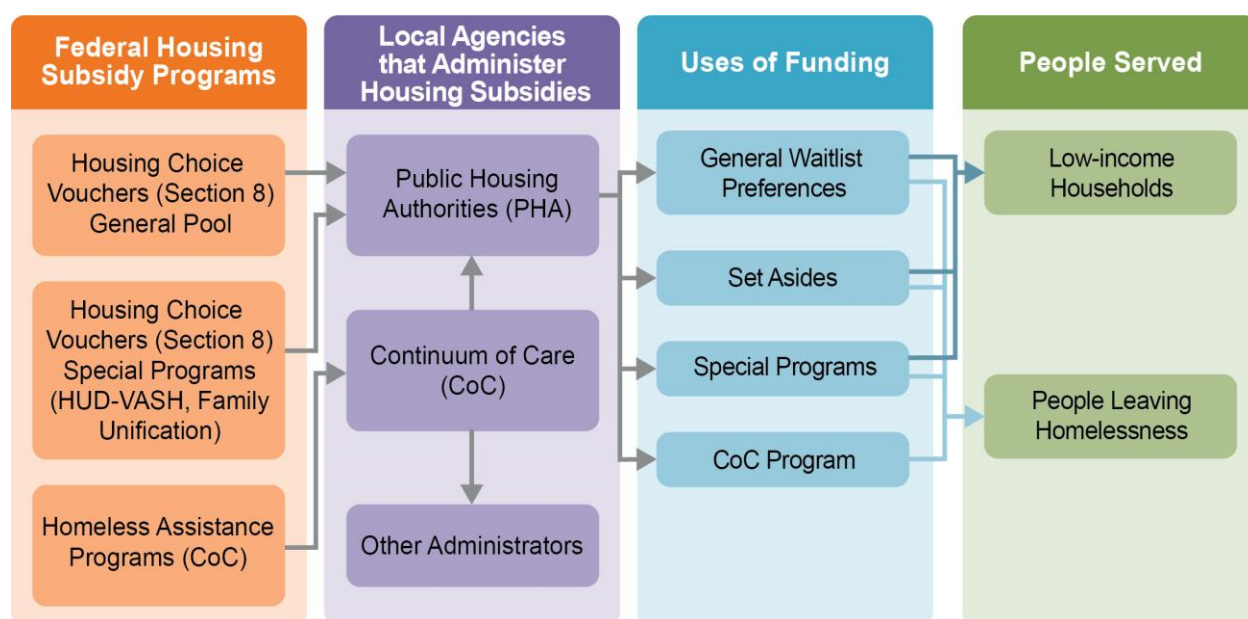 Federal Housing
Subsidy Programs
Housing Choice
Vouchers (Section 8)
General Pool
Housing Choice
Vouchers (Section 8)
Special Programs
(HUD-VASH, Family
Unification)
Homeless Assistance
Programs (CoC)
Local Agencies
that Administer
Housing Subsidies
Public Housing
Authorities (PHA)
Continuum of Care
(CoC)
Other Administrators
Uses of Funding
General Waitlist
Preferences
Set Asides
Special Programs
CoC Program
People Served
Low-income
Households
People Leaving
Homelessness